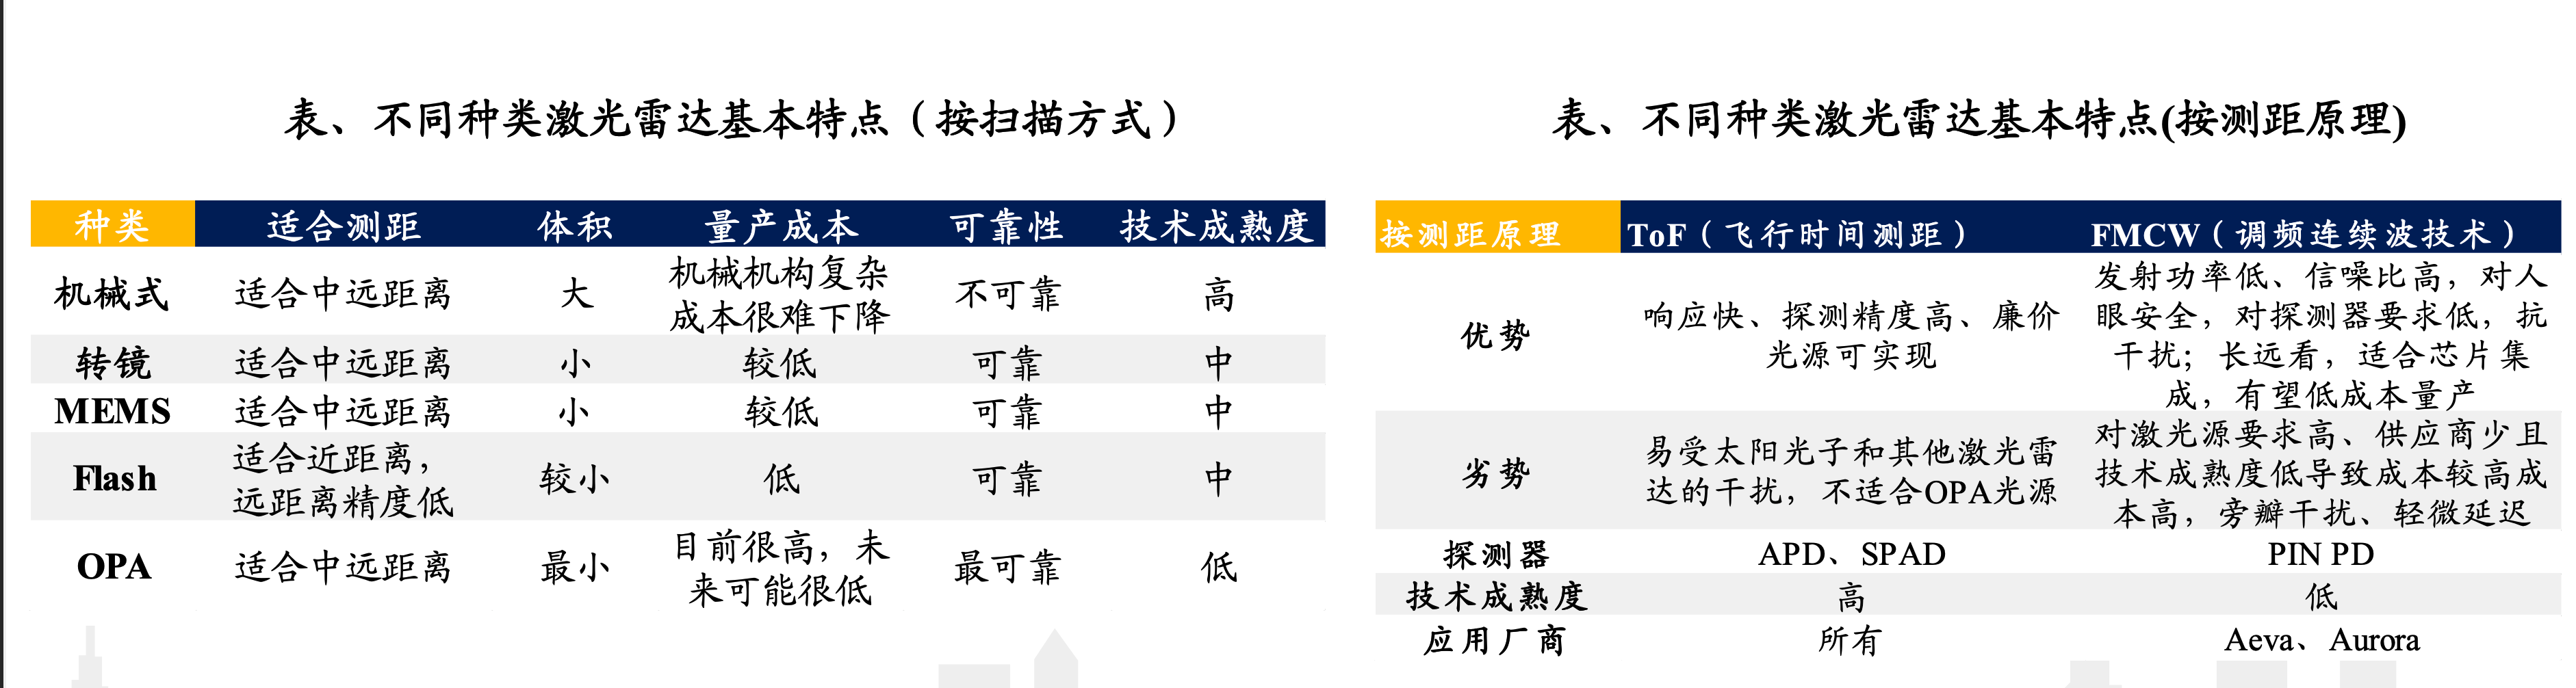 表、不同种类激光雷达基本特点（按扫描方式）
种类 适合测距 体积 量产成本 可靠性 技术成熟度
机械式 适合中远距离 大 机械机构复杂 不可靠 高
成本很难下降
转镜 适合中远距离 小 较低 可靠 中
MEMS 适合中远距离 小 较低 可靠 中
Flash 适合近距离， 较小 低 可靠 中
远距离精度低
OPA 适合中远距离 最小 目前很高，未 最可靠 低
来可能很低
表、不同种类激光雷达基本特点(按测距原理)
按测距原理 ToF（飞行时间测距） FMCW（调频连续波技术）
优势
响应快、探测精度高、廉价
光源可实现
发射功率低、信噪比高，对人
眼安全，对探测器要求低，抗
干扰；长远看，适合芯片集
成，有望低成本量产
劣势
易受太阳光子和其他激光雷
达的干扰，不适合OPA光源
对激光源要求高、供应商少且
技术成熟度低导致成本较高成
本高，旁瓣干扰、轻微延迟
探测器 APD、SPAD PIN PD
技术成熟度 高 低
应用厂商 所有 Aeva、Aurora